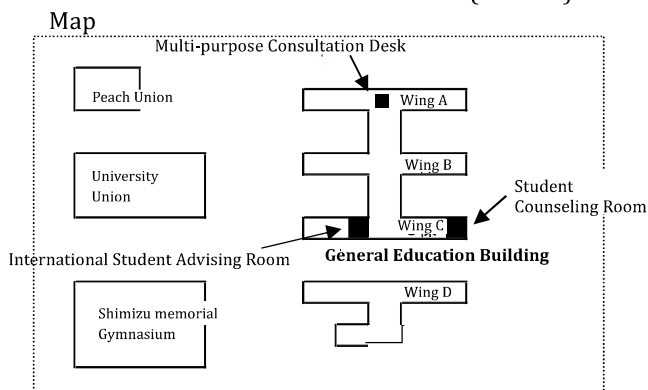 Map
Multi-purpose Consultation Desk
Peach Union
Wing A
University
Union
Wing B
Student
Counseling Room
Wing C
International Student Advising Room
General Education Building
Wing D
Shimizu memorial
Gymnasium